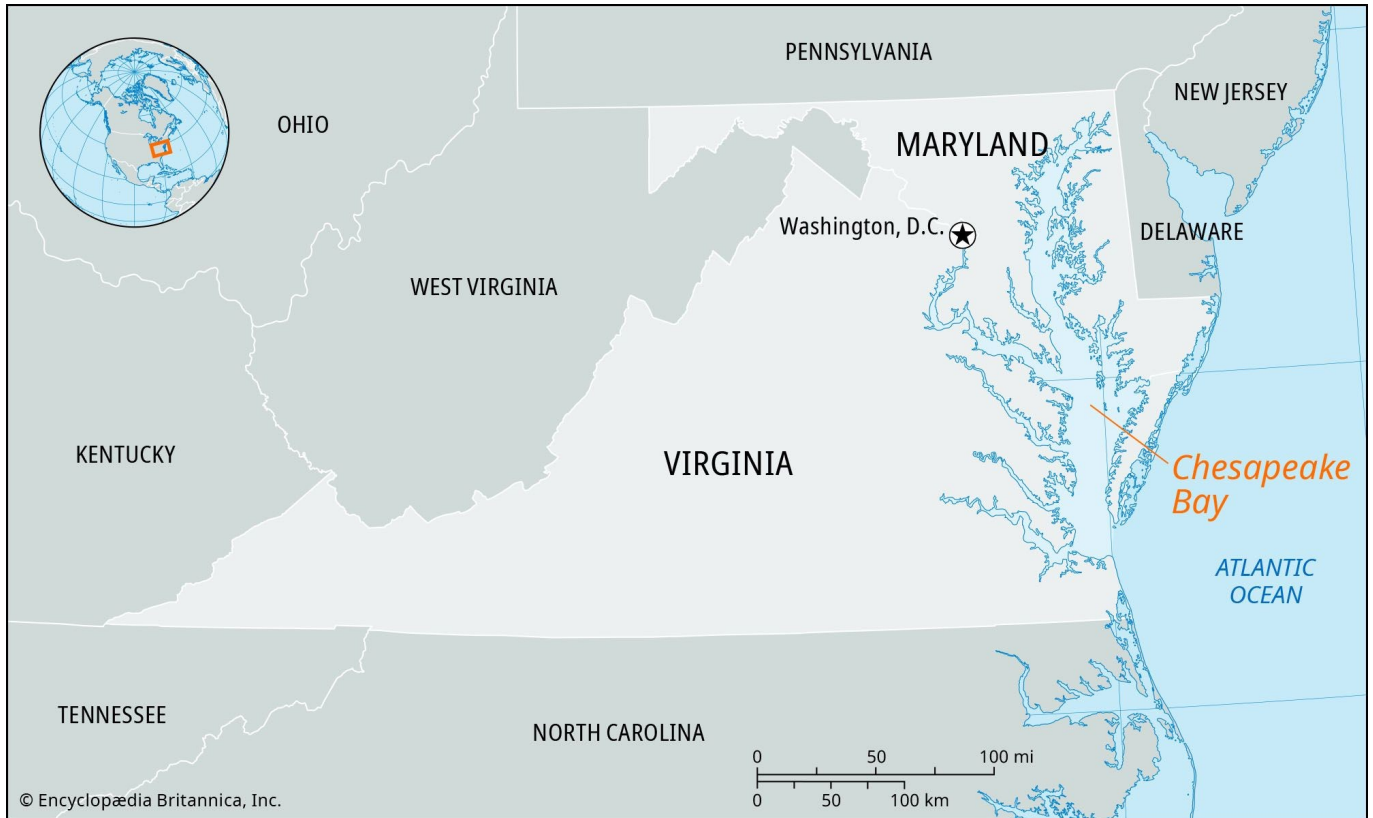 PENNSYLVANIA
NEW JERSEY
OHIO
MARYLAND
Washington, D.C.
DELAWARE
WEST VIRGINIA
KENTUCKY
VIRGINIA
Chesapeake
Bay
ATLANTIC
OCEAN
TENNESSEE
NORTH CAROLINA
0 50 100 mi
0 50 100 km
© Encyclopædia Britannica, Inc.